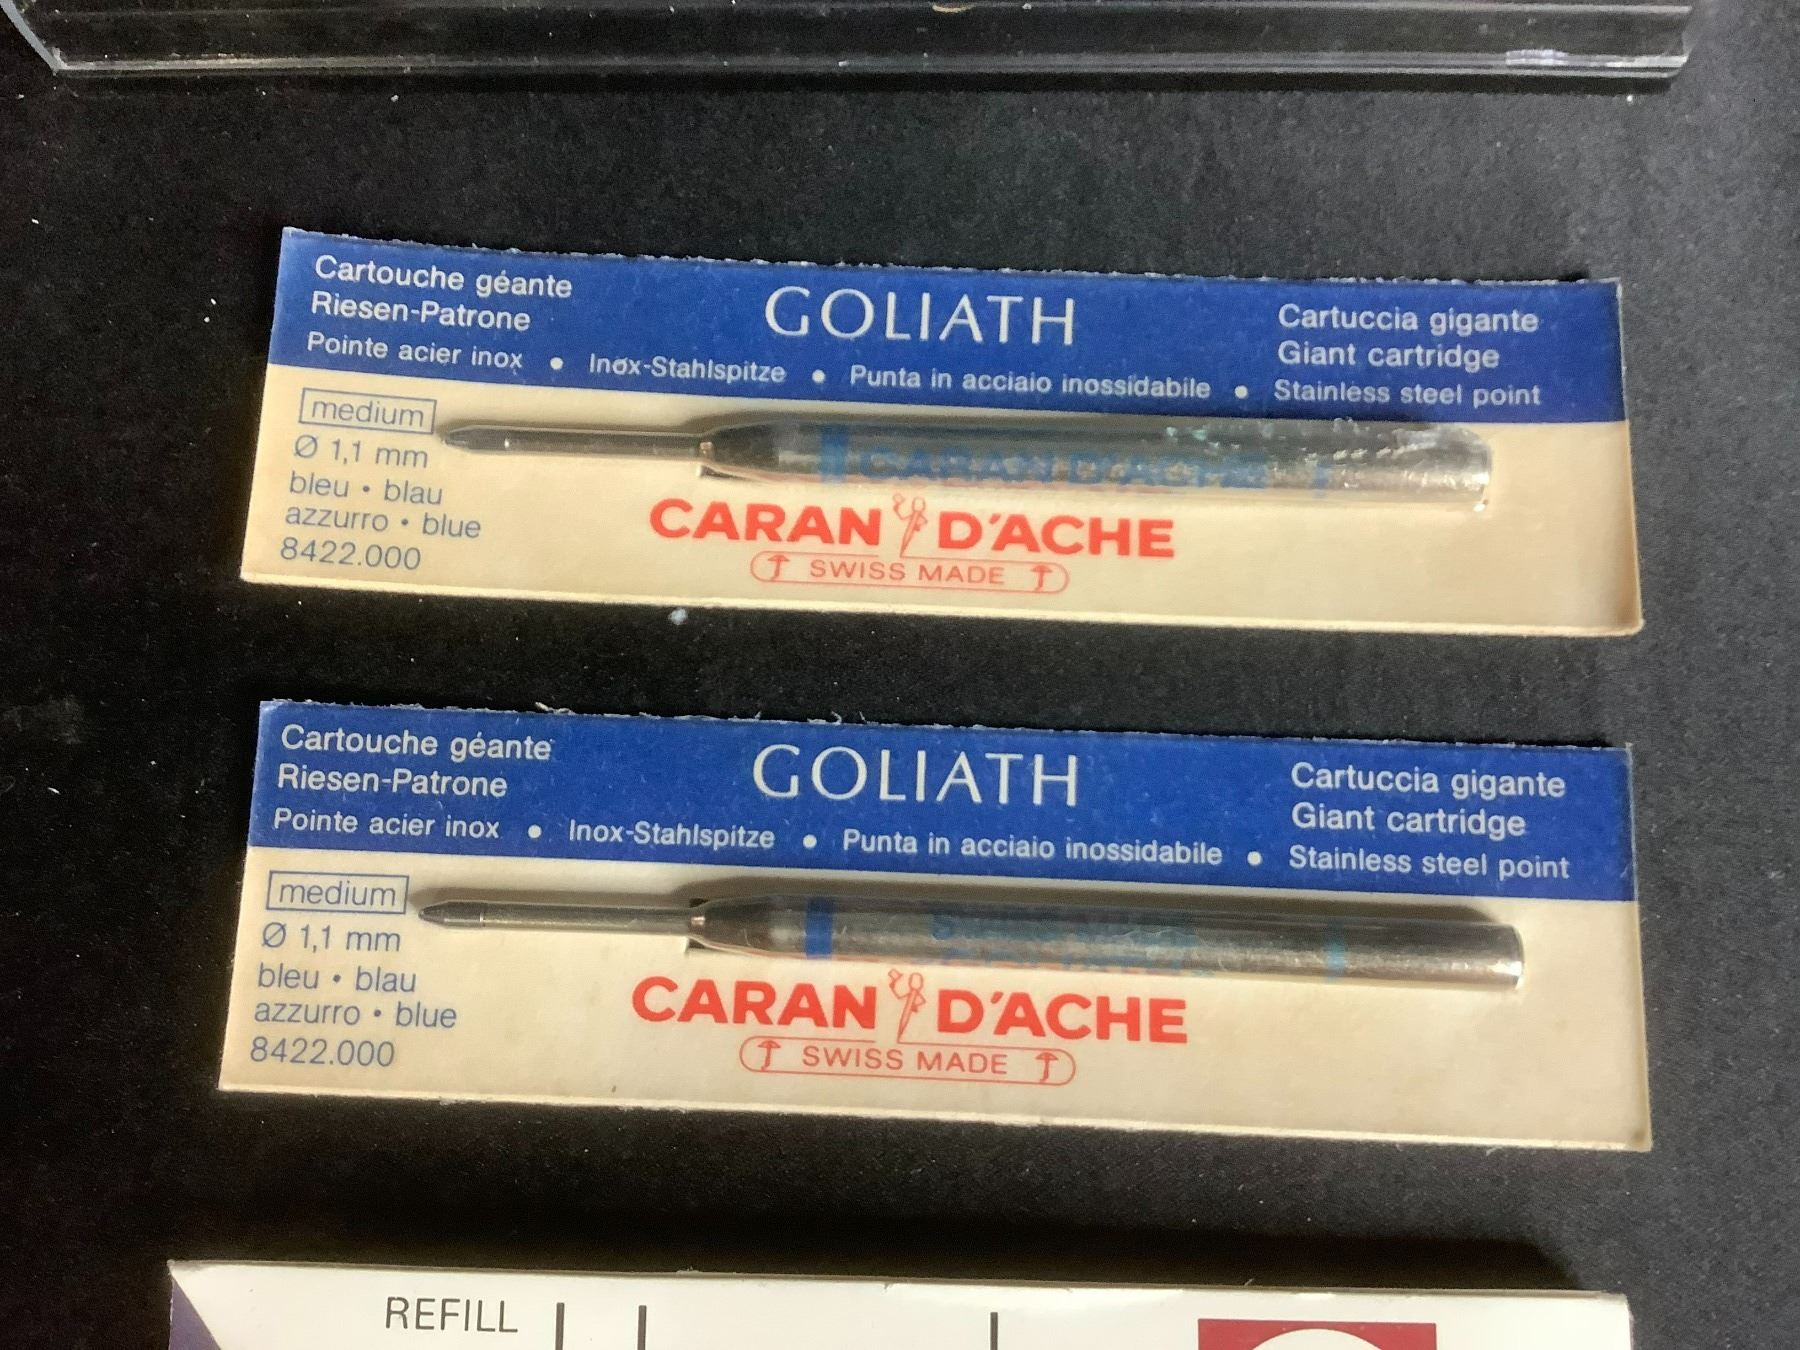 Cartouche géante
Riesen-Patrone
GOLIATH
Cartuccia gigante
Giant cartridge
Pointe acier inox • Inox-Stahlspitze • Punta in acciaio inossidabile • Stainless steel point
medium
Ø 1,1 mm
bleu • blau
azzurro • blue
8422.000
CARAN D'ACHE
CARAN D'ACHE
SWISS MADE
Cartouche géante
Riesen-Patrone
GOLIATH
Cartuccia gigante
Giant cartridge
Pointe acier inox • Inox-Stahlspitze • Punta in acciaio inossidabile • Stainless steel point
medium
Ø 1,1 mm
bleu • blau
azzurro • blue
8422.000
CARAN D'ACHE
SWISS MADE
REFILL